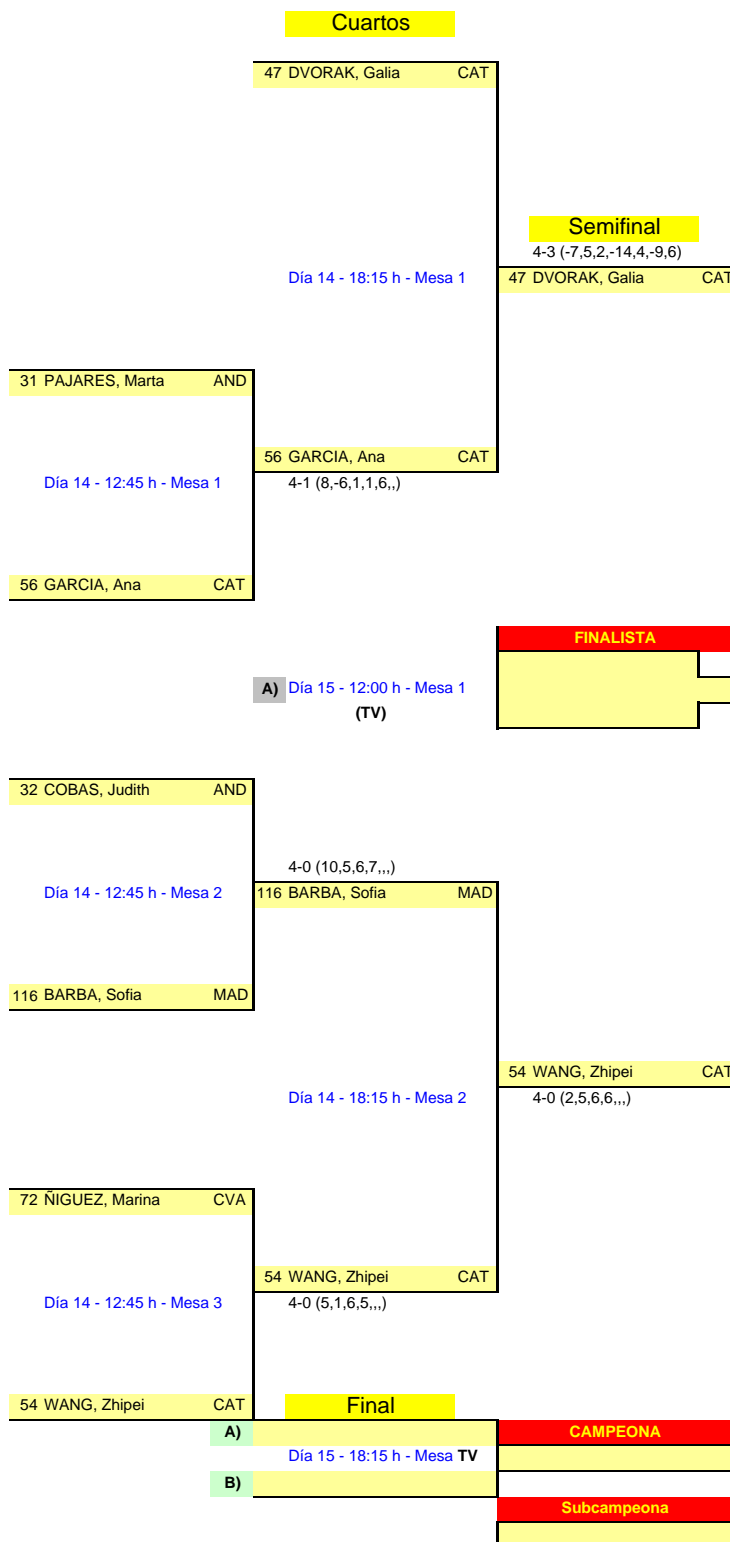 Cuartos
47 DVORAK, Galia CAT
Semifinal
4-3 (-7,5,2,-14,4,-9,6)
Día 14 - 18:15 h - Mesa 1
47 DVORAK, Galia CAT
31 PAJARES, Marta AND
56 GARCIA, Ana CAT
Día 14 - 12:45 h - Mesa 1
4-1 (8,-6,1,1,6,,)
56 GARCIA, Ana CAT
FINALISTA
A) Día 15 - 12:00 h - Mesa 1
(TV)
32 COBAS, Judith AND
4-0 (10,5,6,7,,,)
Día 14 - 12:45 h - Mesa 2
116 BARBA, Sofia MAD
116 BARBA, Sofia MAD
54 WANG, Zhipei CAT
Día 14 - 18:15 h - Mesa 2
4-0 (2,5,6,6,,,)
72 ÑIGUEZ, Marina CVA
54 WANG, Zhipei CAT
Día 14 - 12:45 h - Mesa 3
4-0 (5,1,6,5,,,)
54 WANG, Zhipei CAT
Final
A)
CAMPEONA
Día 15 - 18:15 h - Mesa TV
B)
Subcampeona